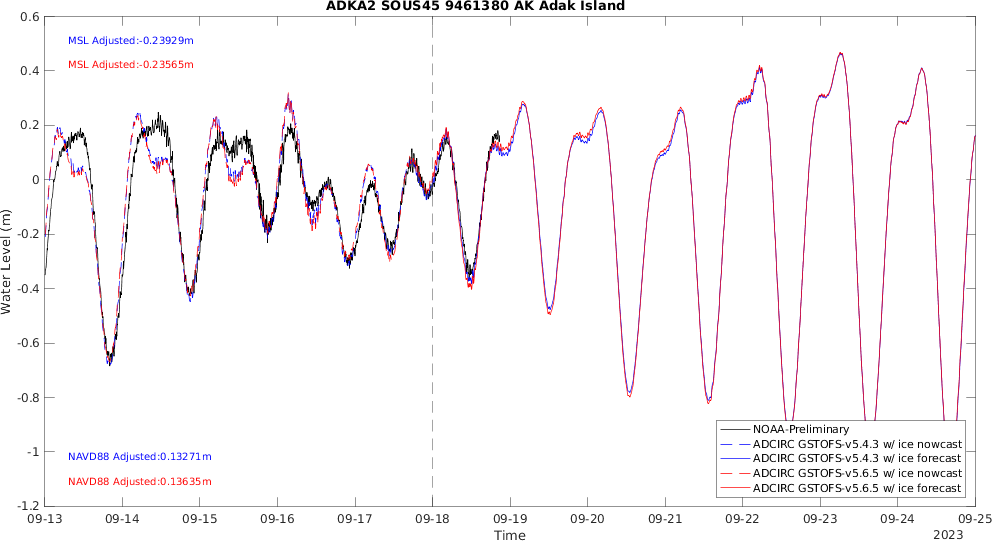 ADKA2 SOUS45 9461380 AK Adak Island
MSL Adjusted:-0.23929m
MSL Adjusted:-0.23565m
0.6
0.4
0.2
0
-0.2
-0.4
-0.6
-0.8
-1
-1.2
Water Level (m)
NAVD88 Adjusted:0.13271m
NAVD88 Adjusted:0.13635m
NOAA-Preliminary
ADCIRC GSTOFS-v5.4.3 w/ ice nowcast
ADCIRC GSTOFS-v5.4.3 w/ ice forecast
ADCIRC GSTOFS-v5.6.5 w/ ice nowcast
ADCIRC GSTOFS-v5.6.5 w/ ice forecast
09-13 09-14 09-15 09-16 09-17 09-18 09-19 09-20 09-21 09-22 09-23 09-24 09-25
Time
2023